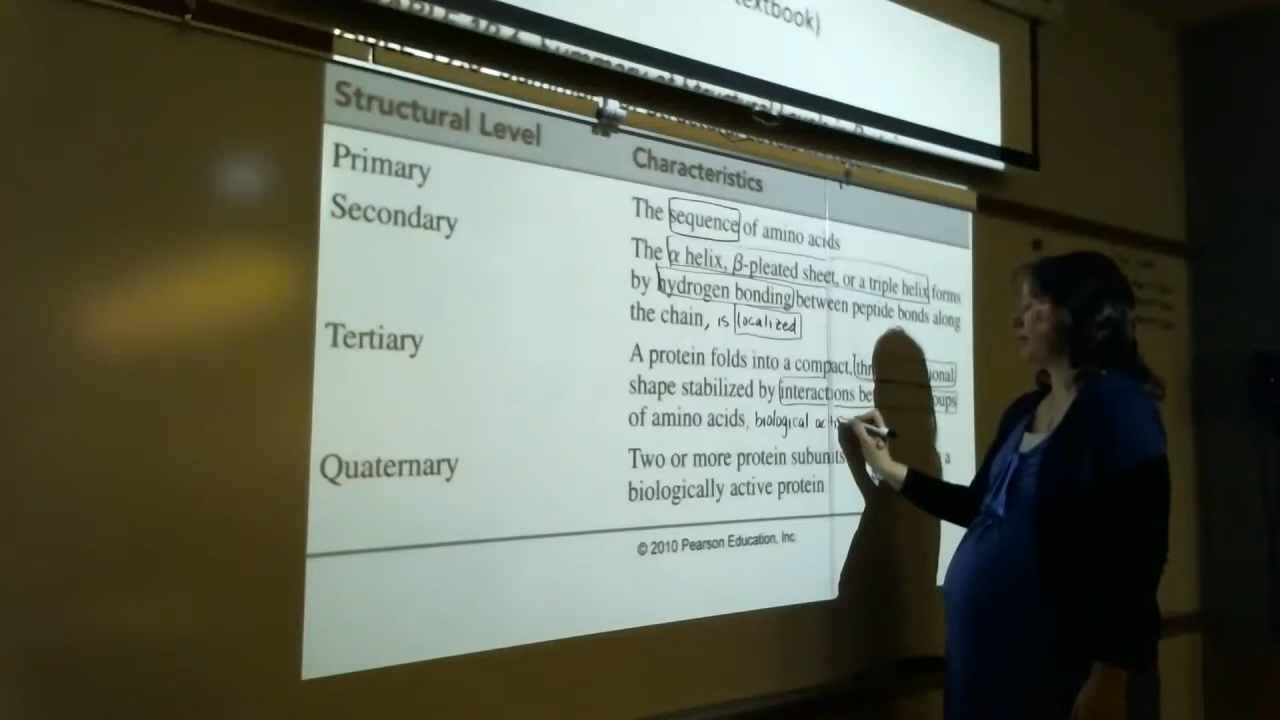 textbook)
Structural Level
Characteristics
Primary
The sequence of amino acids
Secondary
The α helix, β-pleated sheet, or a triple helix forms
by hydrogen bonding between peptide bonds along
the chain, is localized
Tertiary
A protein folds into a compact,
shape stabilized by interactions
of amino acids, biological
Quaternary
Two or more protein subunits a
biologically active protein
© 2010 Pearson Education, Inc